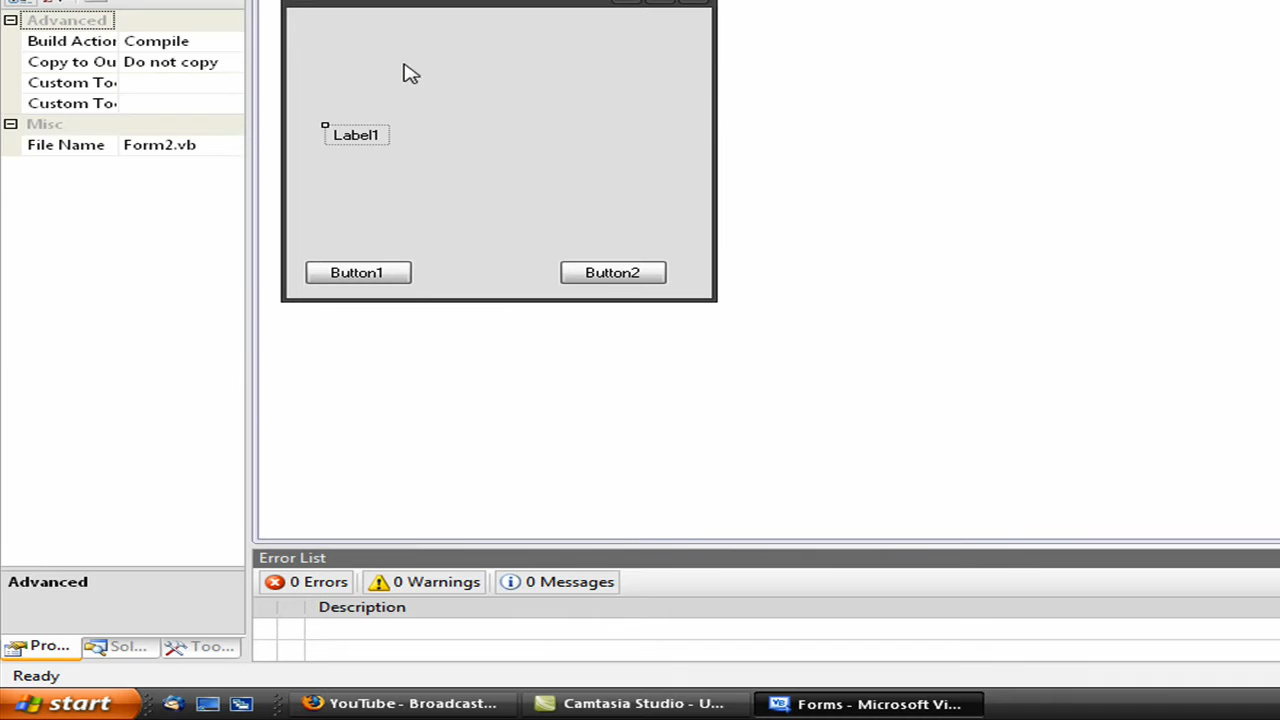 Advanced
Build Action Compile
Copy to Ou Do not copy
Custom To
Custom To
Misc
File Name Form2.vb
Label1
Button1
Button2
Error List
0 Errors
0 Warnings
0 Messages
Description
Advanced
Pro...
Sol...
Too...
Ready
start
YouTube - Broadcast...
Camtasia Studio - U...
Forms - Microsoft Vi...